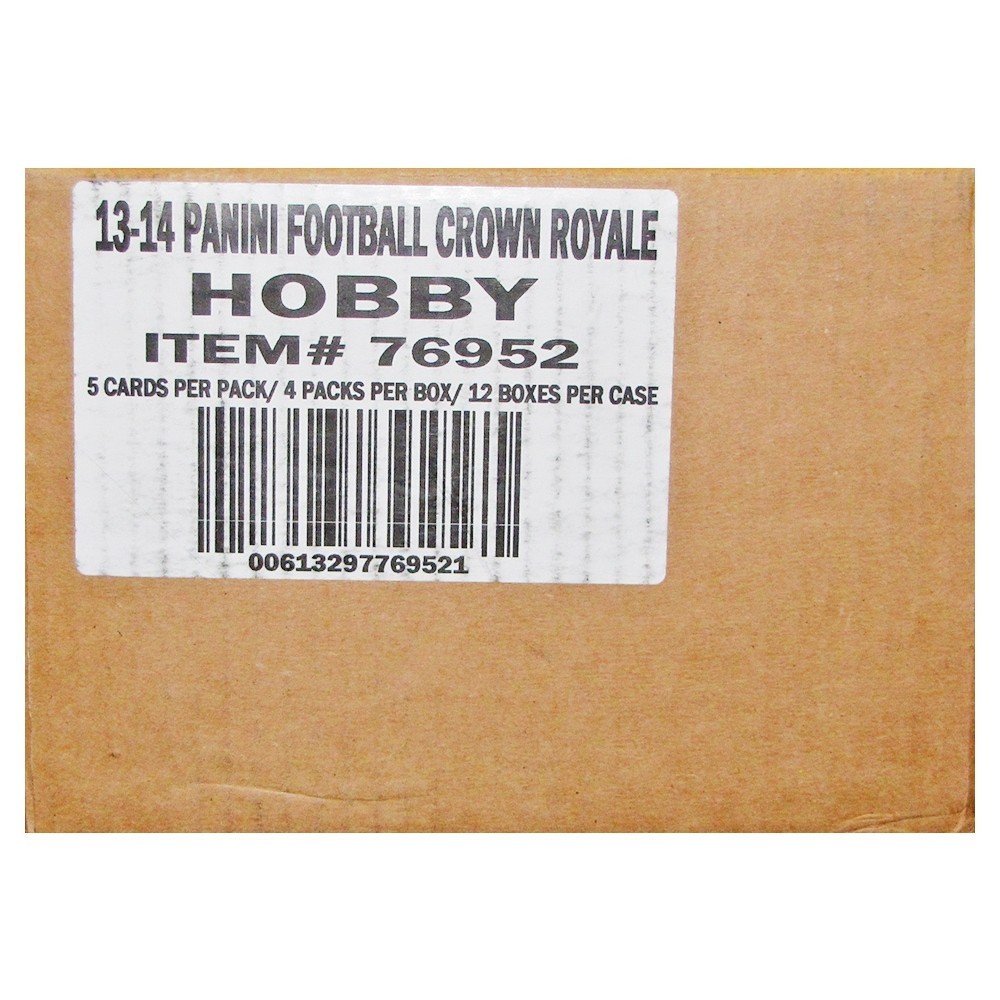 13-14 PANINI FOOTBALL CROWN ROYALE
HOBBY
ITEM# 76952
5 CARDS PER PACK/ 4 PACKS PER BOX/ 12 BOXES PER CASE
00613297769521